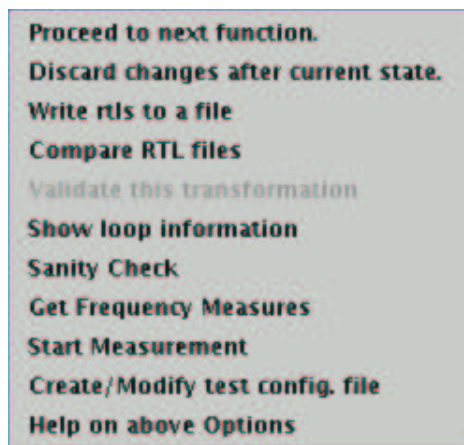 Proceed to next function.
Discard changes after current state.
Write rtls to a file
Compare RTL files
Validate this transformation
Show loop information
Sanity Check
Get Frequency Measures
Start Measurement
Create/Modify test config. file
Help on above Options